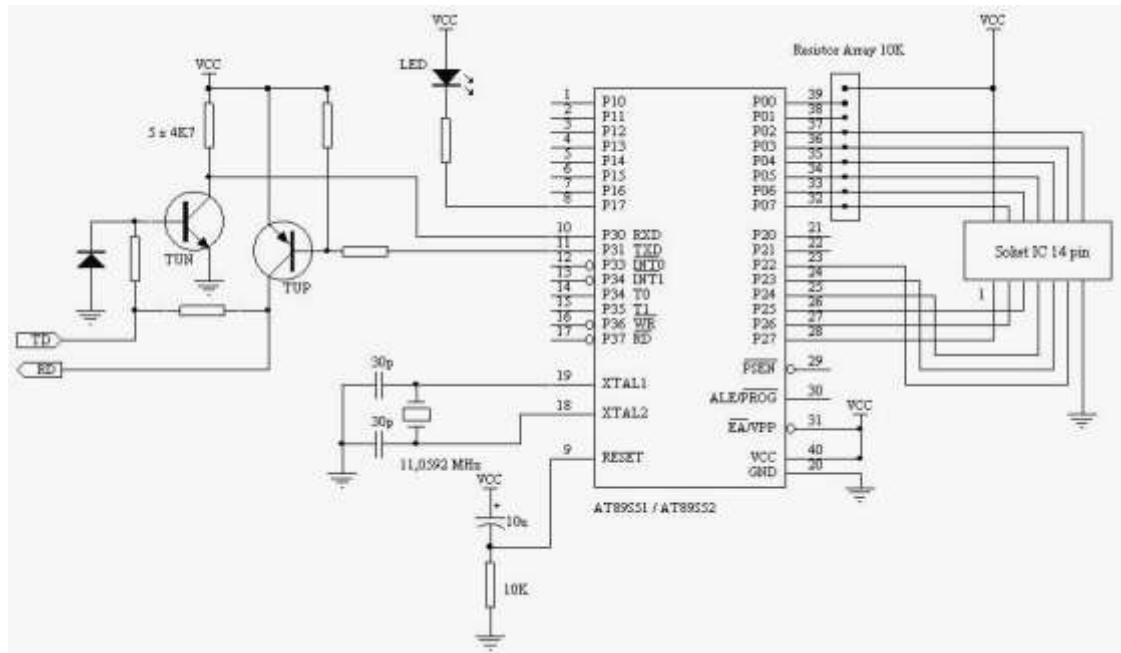 VCC
VCC
Resistor Array 10K
LED
VCC
5 x 4K7
TUN
TUP
TD
RD
1 P10
2 P11
3 P12
4 P13
5 P14
6 P15
7 P16
8 P17
10 P30 RXD
11 P31 TXD
12 P33 INT0
13 P34 INT1
14 P34 T0
15 P35 T1
16 P36 WR
17 P37 RD
19 XTAL1
18 XTAL2
9 RESET
P00 39
P01 38
P02 37
P03 36
P04 35
P05 34
P06 33
P07 32
P20 21
P21 22
P22 23
P23 24
P24 25
P25 26
P26 27
P27 28
PSEN 29
ALE/PROG 30
EA/VPP 31
VCC 40
GND 20
VCC
Soket IC 14 pin
1
30p
30p
11,0592 MHz
VCC
+
10u
10K
AT89S51 / AT89S52